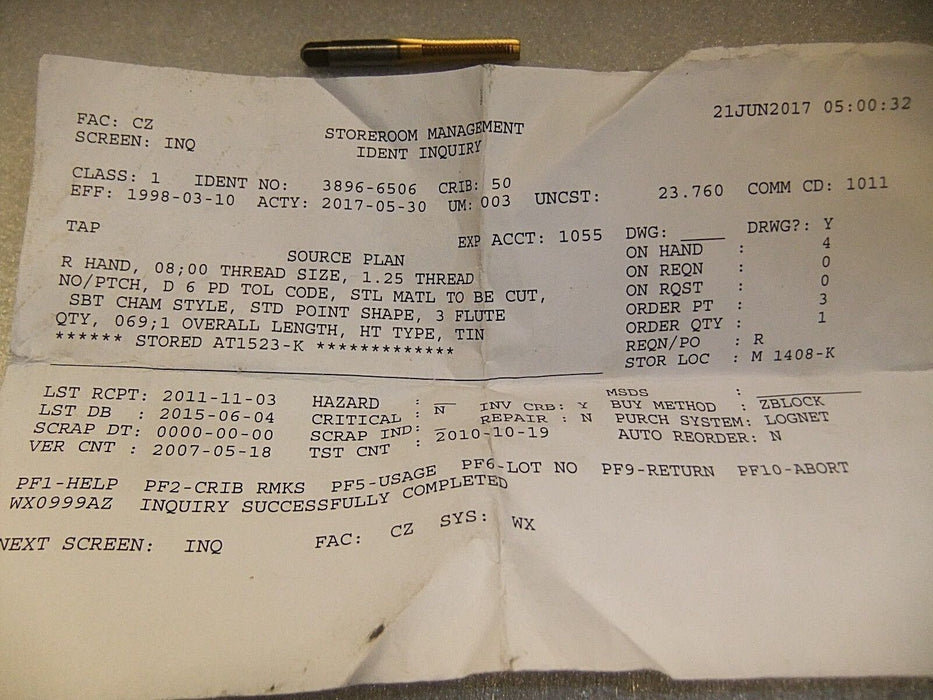 21JUN2017 05:00:32
FAC: CZ
SCREEN: INQ
STOREROOM MANAGEMENT
IDENT INQUIRY
CLASS: 1 IDENT NO: 3896-6506 CRIB: 50
EFF: 1998-03-10 ACTY: 2017-05-30 UM: 003 UNCST: 23.760 COMM CD: 1011
TAP EXP ACCT: 1055 DWG: ____ DRWG?: Y
SOURCE PLAN ON HAND : 4
R HAND, 08;00 THREAD SIZE, 1.25 THREAD ON REQN : 0
NO/PTCH, D 6 PD TOL CODE, STL MATL TO BE CUT, ON RQST : 0
SBT CHAM STYLE, STD POINT SHAPE, 3 FLUTE ORDER PT : 3
QTY, 069;1 OVERALL LENGTH, HT TYPE, TIN ORDER QTY : 1
****** STORED AT1523-K ************* REQN/PO : R
STOR LOC : M 1408-K
LST RCPT: 2011-11-03 HAZARD : __ INV CRB: Y MSDS : ________
LST DB : 2015-06-04 CRITICAL : N REPAIR : N BUY METHOD : ZBLOCK
SCRAP DT: 0000-00-00 SCRAP IND: _ PURCH SYSTEM: LOGNET
VER CNT : 2007-05-18 TST CNT : 2010-10-19 AUTO REORDER: N
PF1-HELP PF2-CRIB RMKS PF5-USAGE PF6-LOT NO PF9-RETURN PF10-ABORT
WX0999AZ INQUIRY SUCCESSFULLY COMPLETED
NEXT SCREEN: INQ FAC: CZ SYS: WX